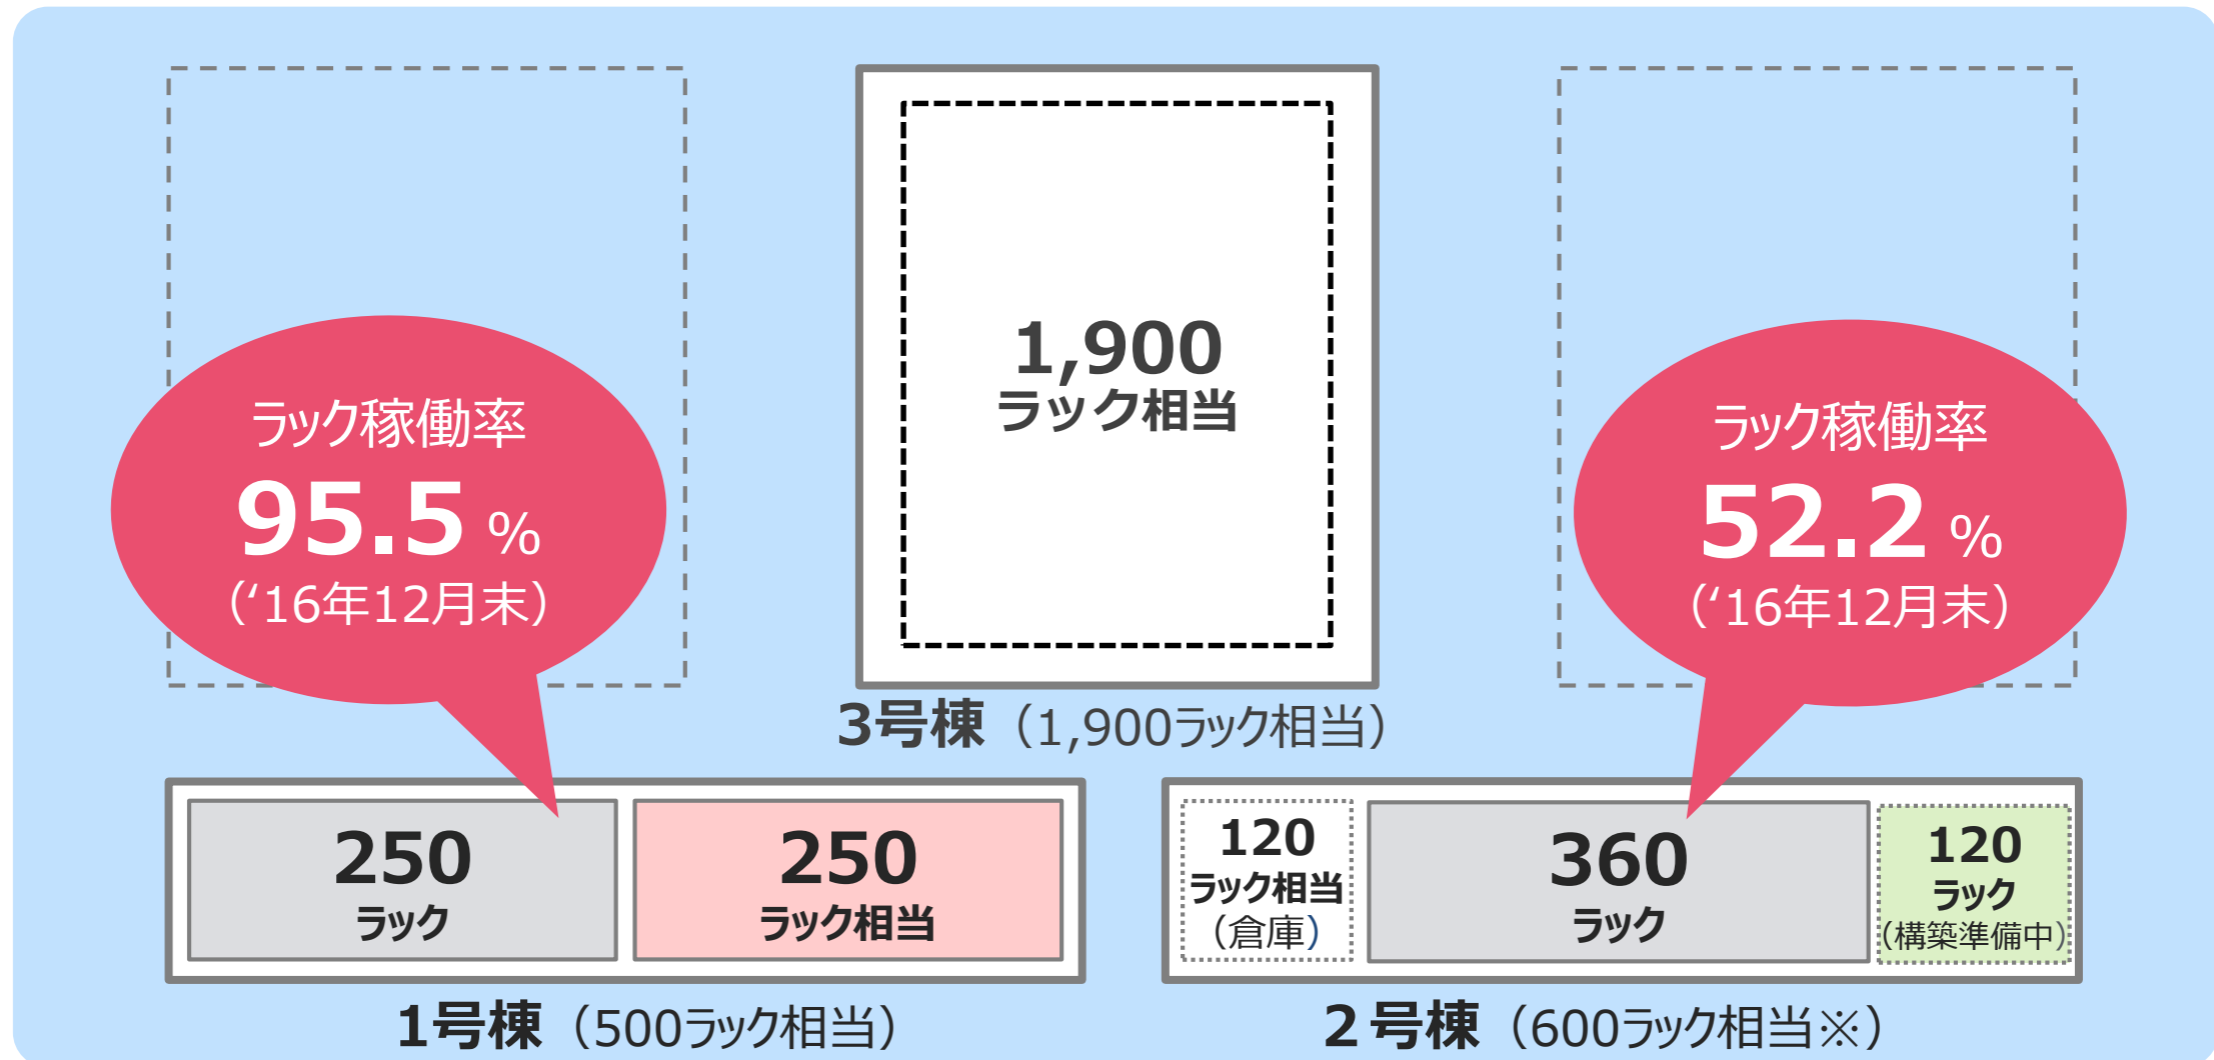 1,900
ラック相当
ラック稼働率
95.5 %
（‘16年12月末）
ラック稼働率
52.2 %
（‘16年12月末）
3号棟（1,900ラック相当）
250
ラック
250
ラック相当
120
ラック相当
（倉庫）
360
ラック
120
ラック
（構築準備中）
1号棟（500ラック相当）
２号棟（600ラック相当※）